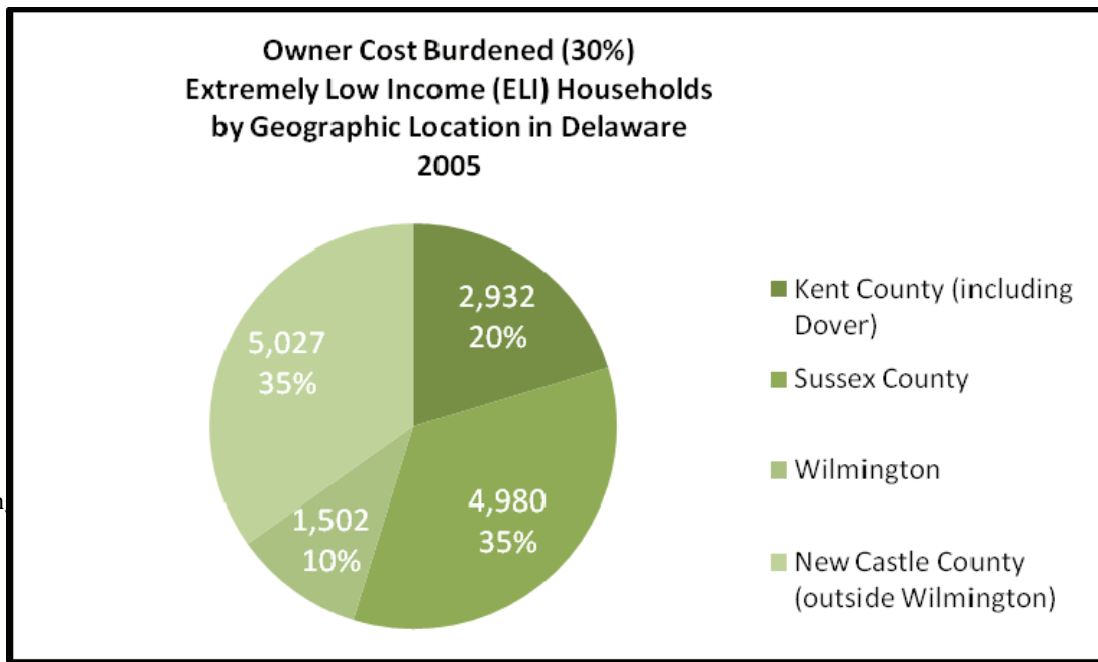 Owner Cost Burdened (30%)
Extremely Low Income (ELI) Households
by Geographic Location in Delaware
2005
2,932
20%
5,027
35%
4,980
35%
1,502
10%
Kent County (including
Dover)
Sussex County
Wilmington
New Castle County
(outside Wilmington)